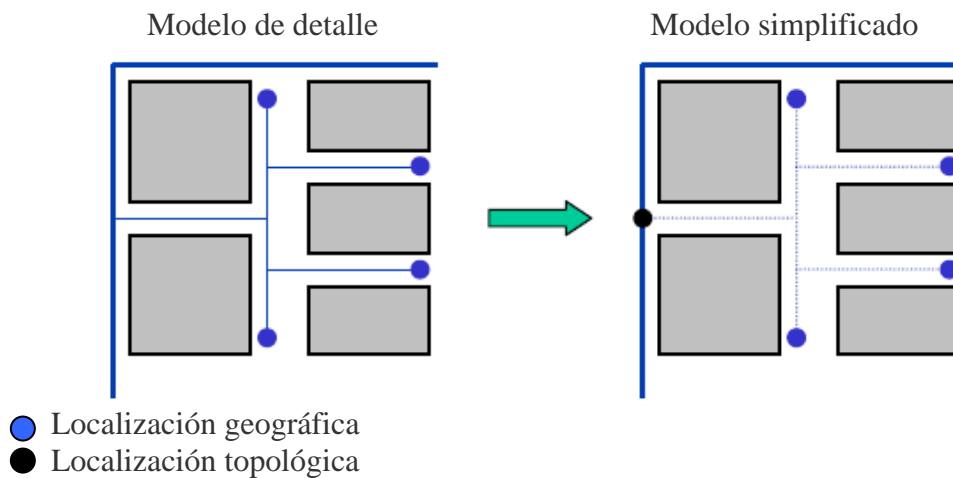 Modelo de detalle
Modelo simplificado
Localización geográfica
Localización topológica